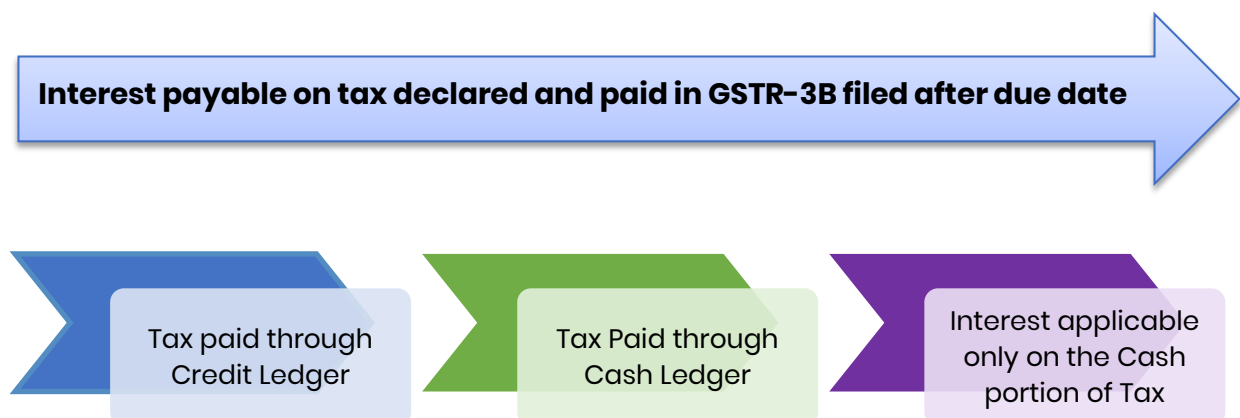 Interest payable on tax declared and paid in GSTR-3B filed after due date
Tax paid through
Credit Ledger
Tax Paid through
Cash Ledger
Interest applicable
only on the Cash
portion of Tax